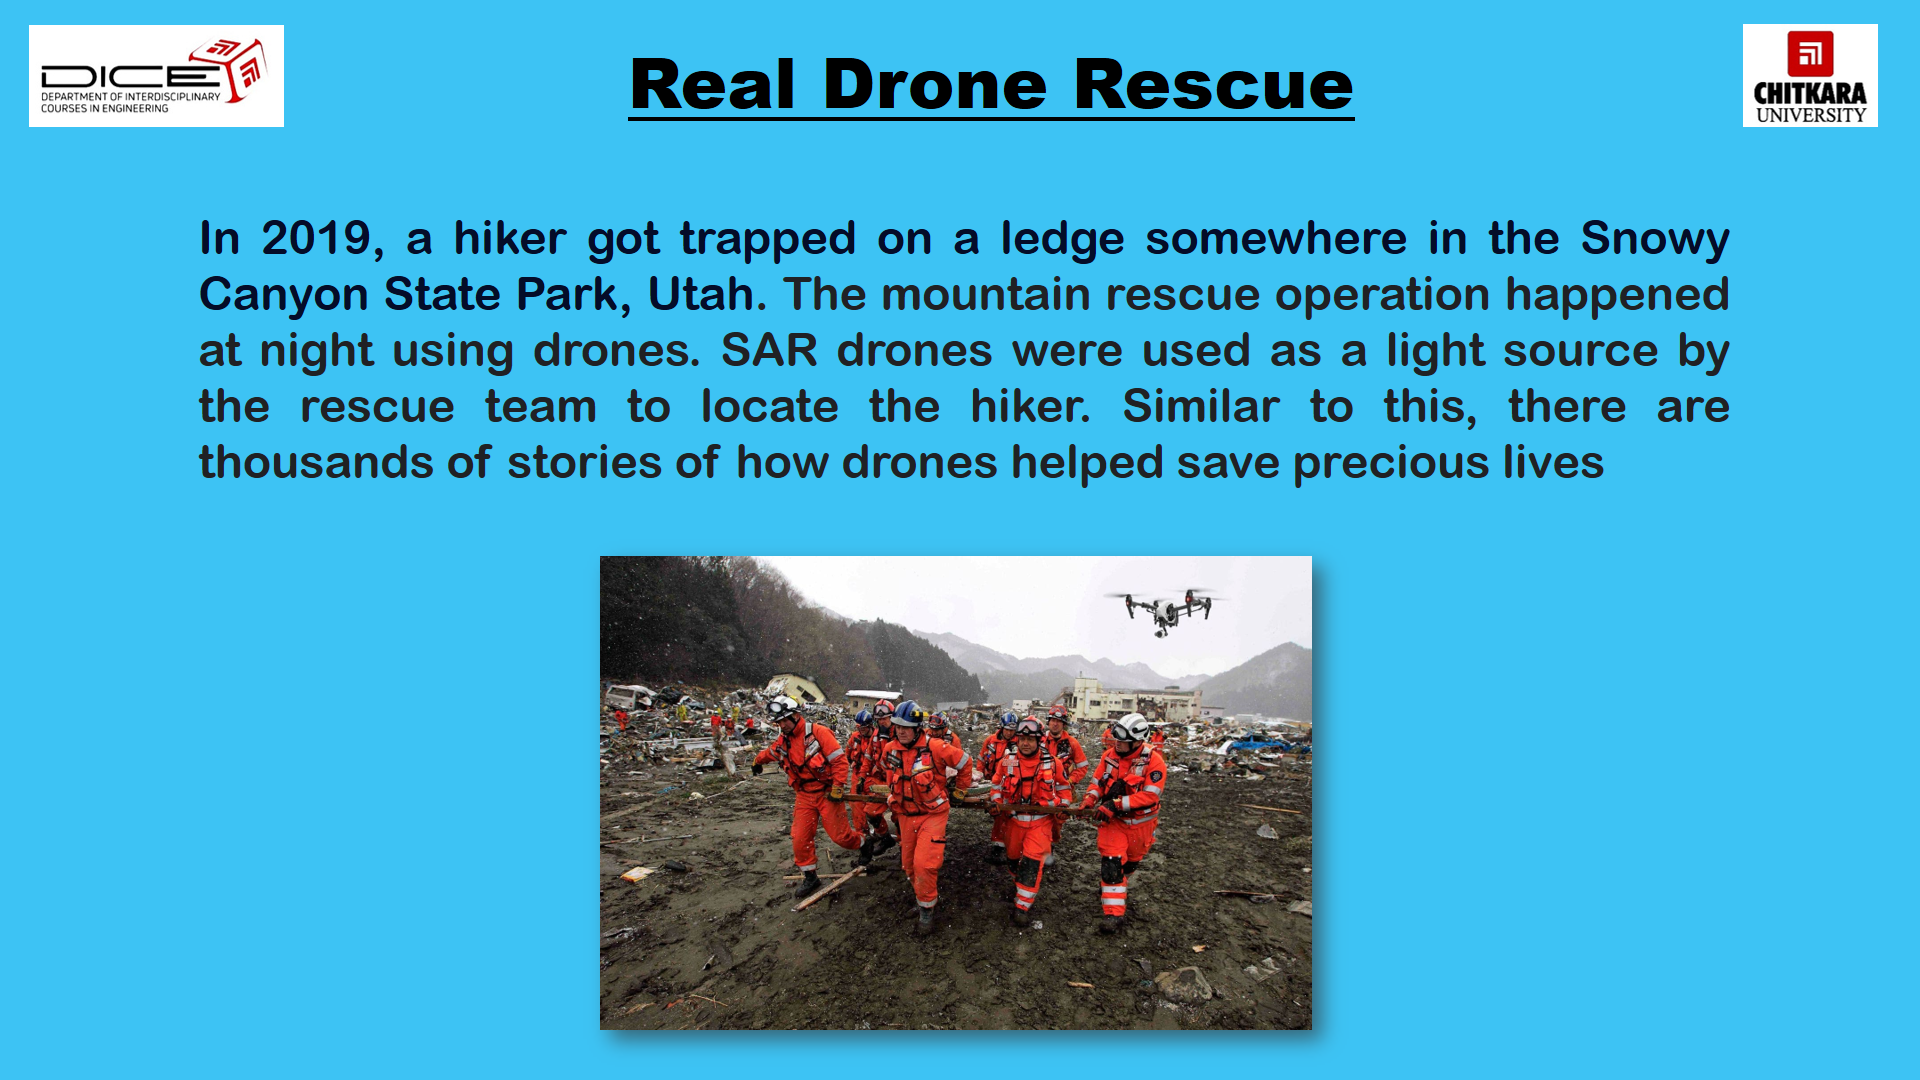 DICE
DEPARTMENT OF INTERDISCIPLINARY
COURSES IN ENGINEERING
Real Drone Rescue
CHITKARA
UNIVERSITY
In 2019, a hiker got trapped on a ledge somewhere in the Snowy
Canyon State Park, Utah. The mountain rescue operation happened
at night using drones. SAR drones were used as a light source by
the rescue team to locate the hiker. Similar to this, there are
thousands of stories of how drones helped save precious lives